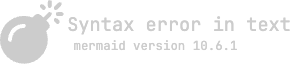 Syntax error in text
mermaid version 10.6.1